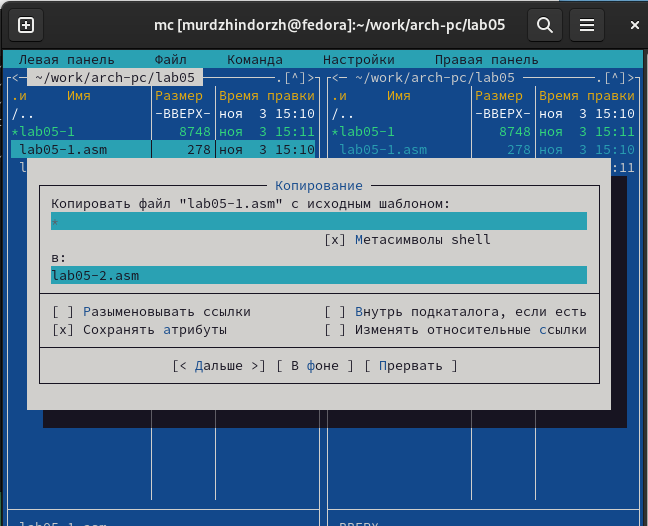 mc [murdzhindorzh@fedora]:~/work/arch-pc/lab05
Левая панель Файл Команда Настройки Правая панель
<— ~/work/arch-pc/lab05 —.[^]>
.и Имя Размер Время правки
/.. -ВВЕРХ- ноя 3 15:10
*lab05-1 8748 ноя 3 15:11
lab05-1.asm 278 ноя 3 15:10
<— ~/work/arch-pc/lab05 —.[^]>
.и Имя Размер Время правки
/.. -ВВЕРХ- ноя 3 15:10
*lab05-1 8748 ноя 3 15:11
lab05-1.asm 278 ноя 3 15:10
Копирование
Копировать файл "lab05-1.asm" с исходным шаблоном:
*
[x] Метасимволы shell
в:
lab05-2.asm
[ ] Разыменовывать ссылки [ ] Внутрь подкаталога, если есть
[x] Сохранять атрибуты [ ] Изменять относительные ссылки
[< Дальше >] [ В фоне ] [ Прервать ]